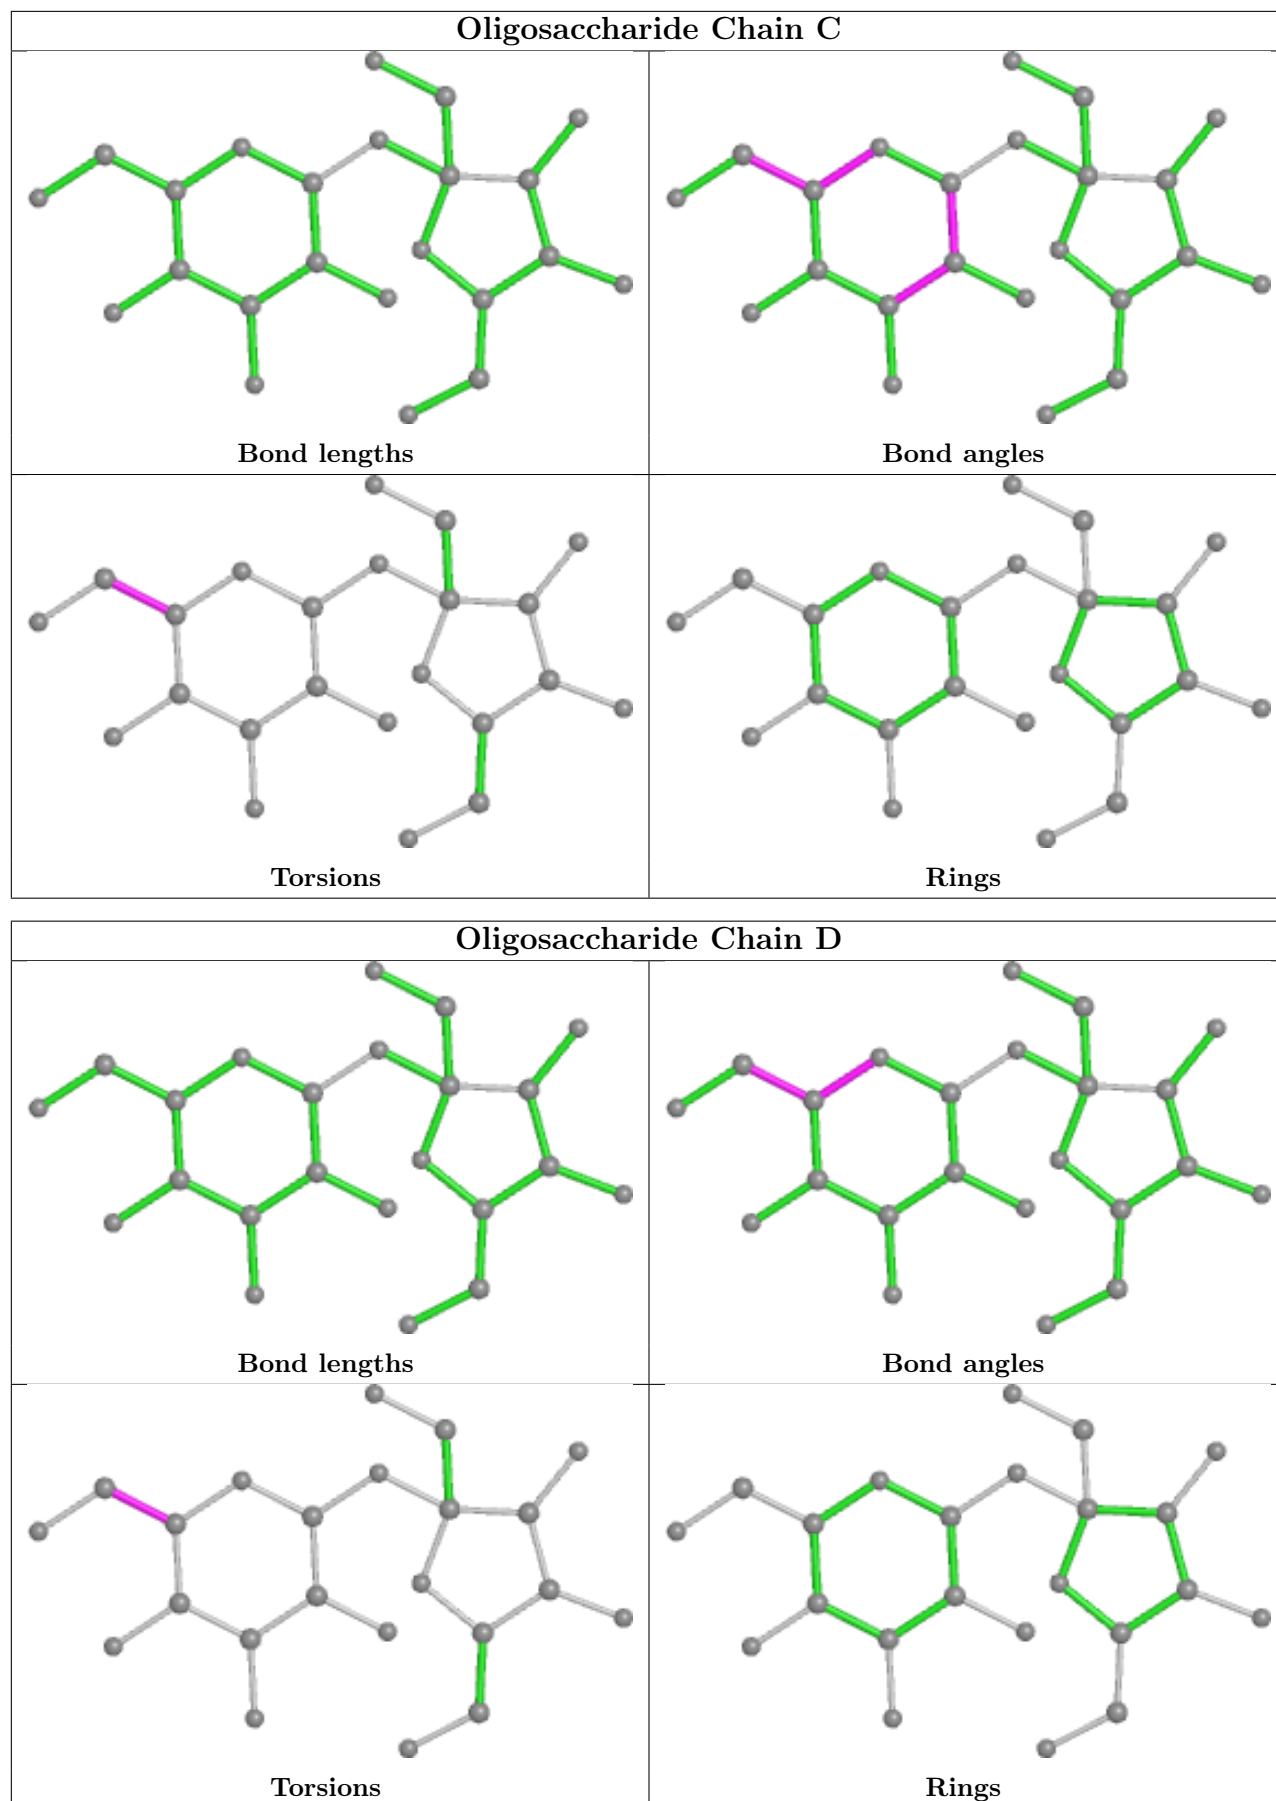 Oligosaccharide Chain C
Bond lengths
Bond angles
Torsions
Rings
Oligosaccharide Chain D
Bond lengths
Bond angles
Torsions
Rings